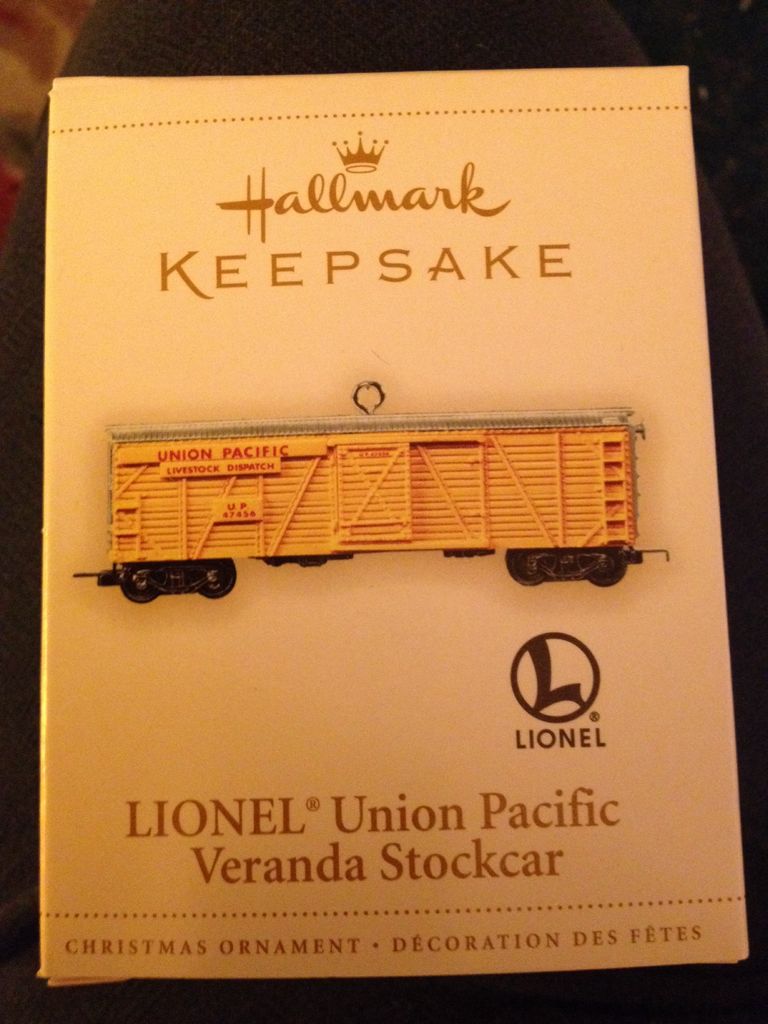 Hallmark
KEEPSAKE
UNION PACIFIC
LIVESTOCK DISPATCH
U.P.
47456
L
®
LIONEL
LIONEL® Union Pacific
Veranda Stockcar
CHRISTMAS ORNAMENT • DÉCORATION DES FÊTES